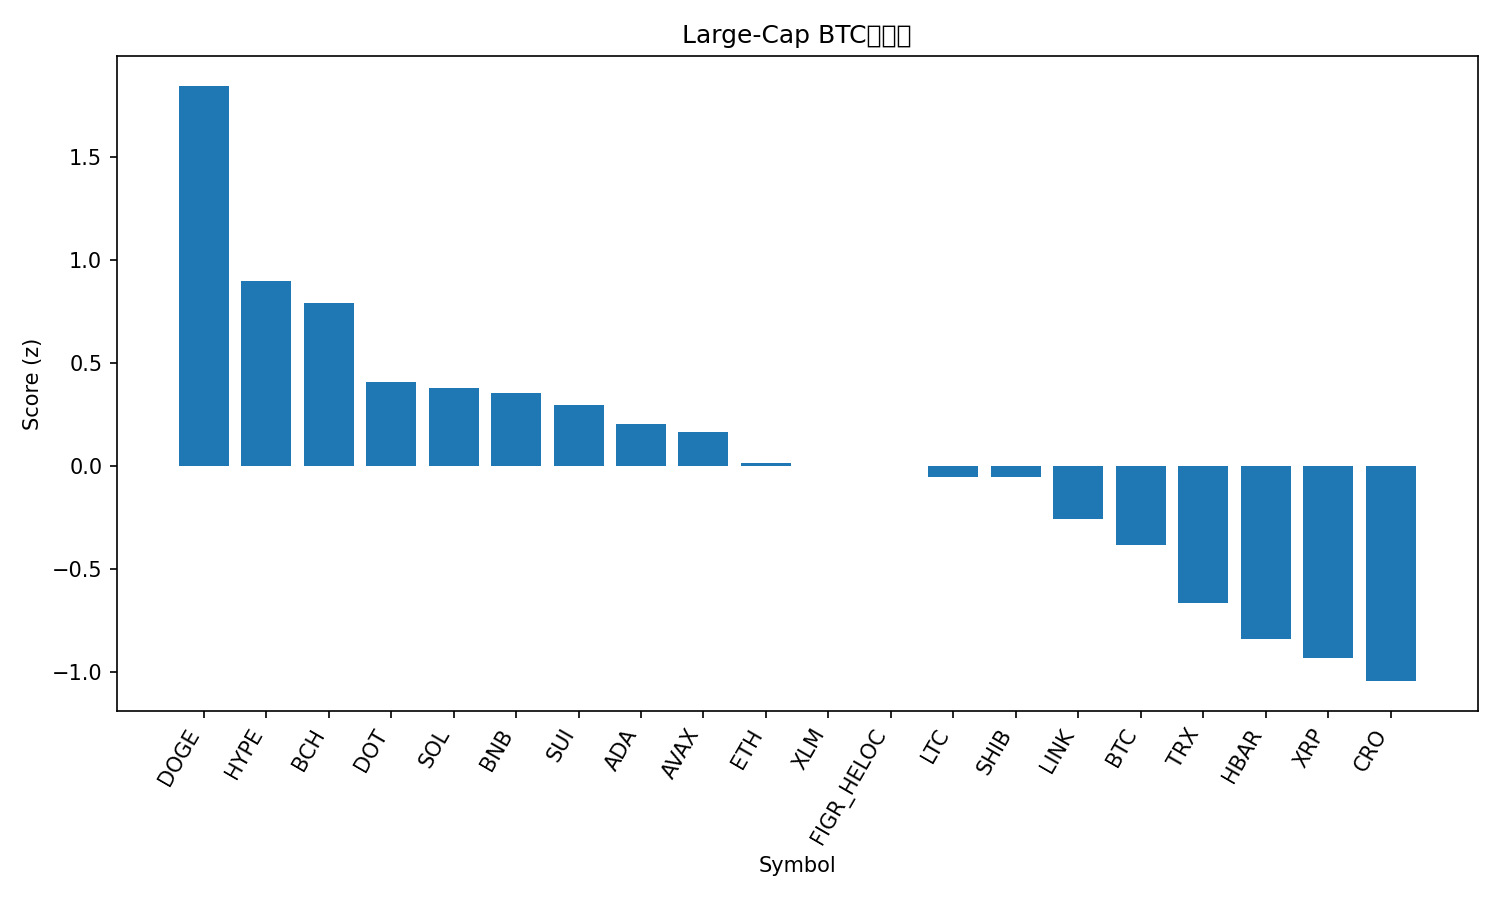 Large-Cap BTC
Score (z)
1.5
1.0
0.5
0.0
−0.5
−1.0
DOGE
HYPE
BCH
DOT
SOL
BNB
SUI
ADA
AVAX
ETH
XLM
FIGR_HELOC
LTC
SHIB
LINK
BTC
TRX
HBAR
XRP
CRO
Symbol